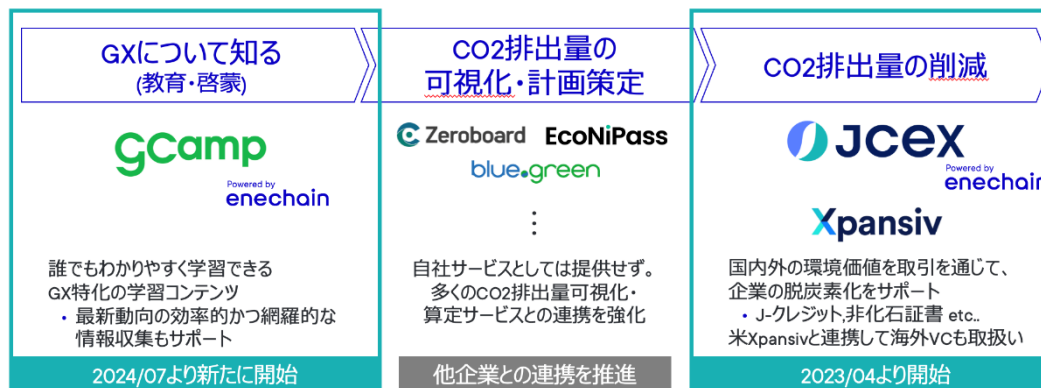 GXについて知る
(教育・啓蒙)
CO2排出量の
可視化・計画策定
CO2排出量の削減
GCamp
Powered by
enechain
誰でもわかりやすく学習できる
GX特化の学習コンテンツ
• 最新動向の効率的かつ網羅的な
情報収集もサポート
2024/07より新たに開始
Zeroboard EcoNiPass
blue.green
⋮
自社サービスとしては提供せず。
多くのCO2排出量可視化・
算定サービスとの連携を強化
他企業との連携を推進
JCex
Powered by
enechain
Xpansiv
国内外の環境価値を取引を通じて、
企業の脱炭素化をサポート
• J-クレジット,非化石証書 etc..
米Xpansivと連携して海外VCも取扱い
2023/04より開始